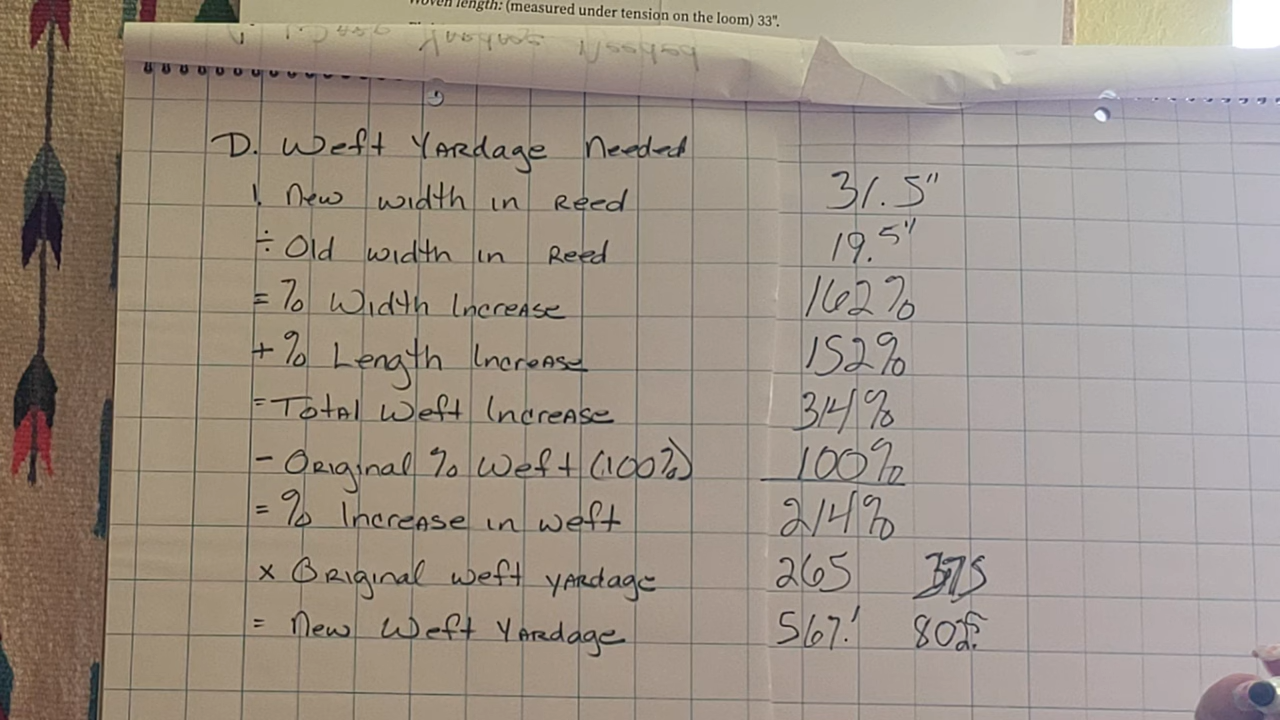 Woven length: (measured under tension on the loom) 33".
D. Weft YARdage Needed
1. New width in Reed 31.5"
÷ Old width in Reed 19.5"
= % Width Increase 162%
+ % Length Increase 152%
= Total Weft Increase 314%
- Original % Weft (100%) 100%
= % Increase in weft 214%
x Original weft yardage 265 375
= New Weft Yardage 567.1